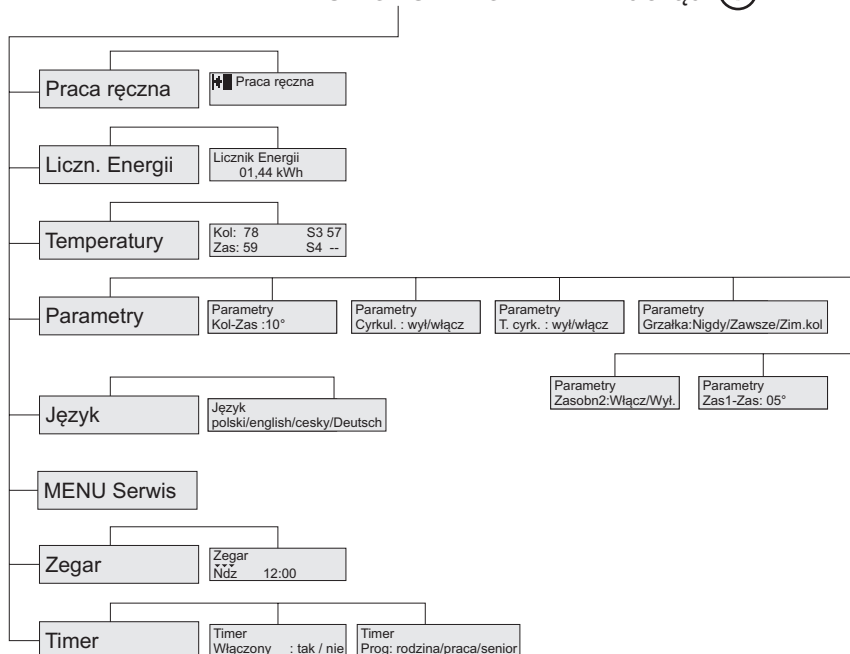 Praca ręczna
Praca ręczna
Liczn. Energii
Licznik Energii
01,44 kWh
Temperatury
Kol: 78 S3 57
Zas: 59 S4 --
Parametry
Parametry
Kol-Zas :10°
Parametry
Cyrkul. : wył/włącz
Parametry
T. cyrk. : wył/włącz
Parametry
Grzałka:Nigdy/Zawsze/Zim.kol
Parametry
Zasobn2:Włącz/Wył.
Parametry
Zas1-Zas: 05°
Język
Język
polski/english/cesky/Deutsch
MENU Serwis
Zegar
Zegar
Ndz 12:00
Timer
Timer
Włączony : tak / nie
Timer
Prog: rodzina/praca/senior